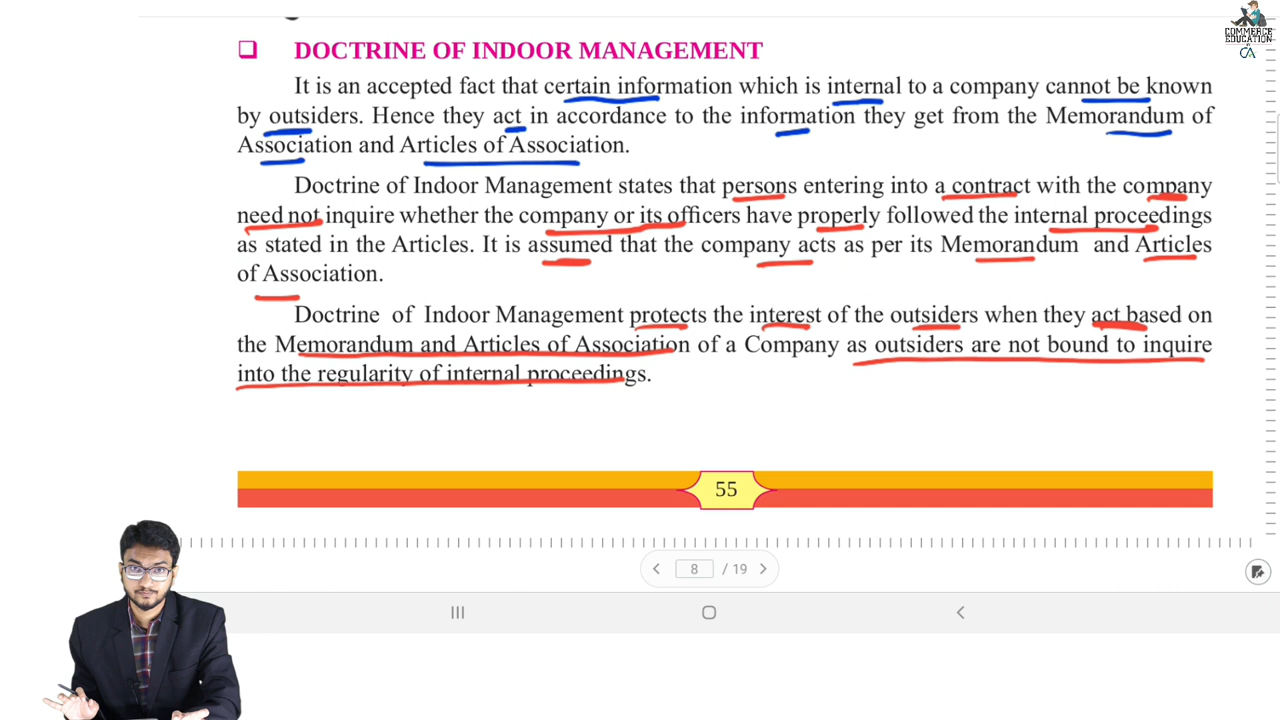 COMMERCE
EDUCATION
BY
CA
❑ DOCTRINE OF INDOOR MANAGEMENT
It is an accepted fact that certain information which is internal to a company cannot be known
by outsiders. Hence they act in accordance to the information they get from the Memorandum of
Association and Articles of Association.
Doctrine of Indoor Management states that persons entering into a contract with the company
need not inquire whether the company or its officers have properly followed the internal proceedings
as stated in the Articles. It is assumed that the company acts as per its Memorandum and Articles
of Association.
Doctrine of Indoor Management protects the interest of the outsiders when they act based on
the Memorandum and Articles of Association of a Company as outsiders are not bound to inquire
into the regularity of internal proceedings.
55
8 / 19